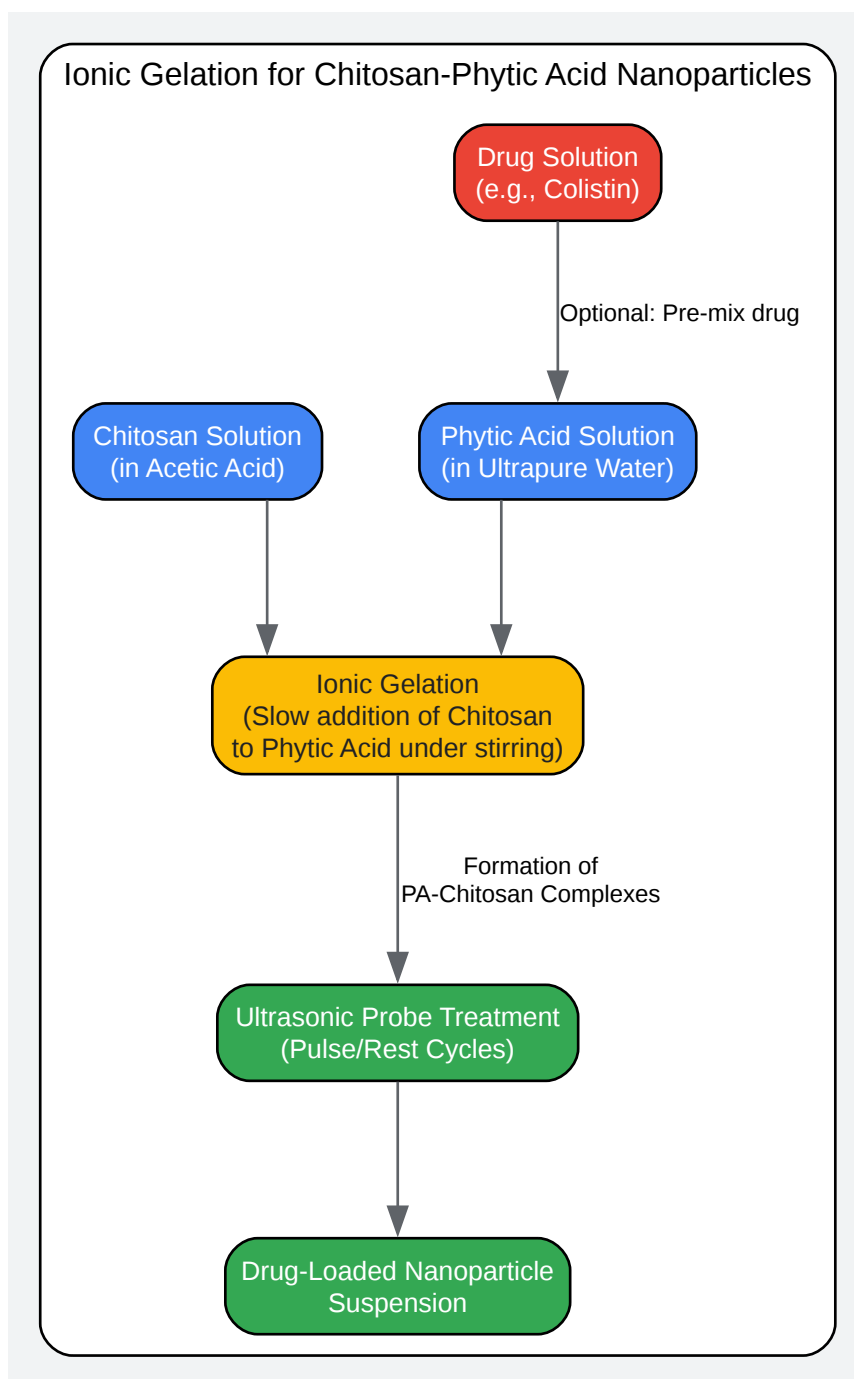 Ionic Gelation for Chitosan-Phytic Acid Nanoparticles
Drug Solution
(e.g., Colistin)
Optional: Pre-mix drug
Chitosan Solution
(in Acetic Acid)
Phytic Acid Solution
(in Ultrapure Water)
Ionic Gelation
(Slow addition of Chitosan
to Phytic Acid under stirring)
Formation of
PA-Chitosan Complexes
Ultrasonic Probe Treatment
(Pulse/Rest Cycles)
Drug-Loaded Nanoparticle
Suspension